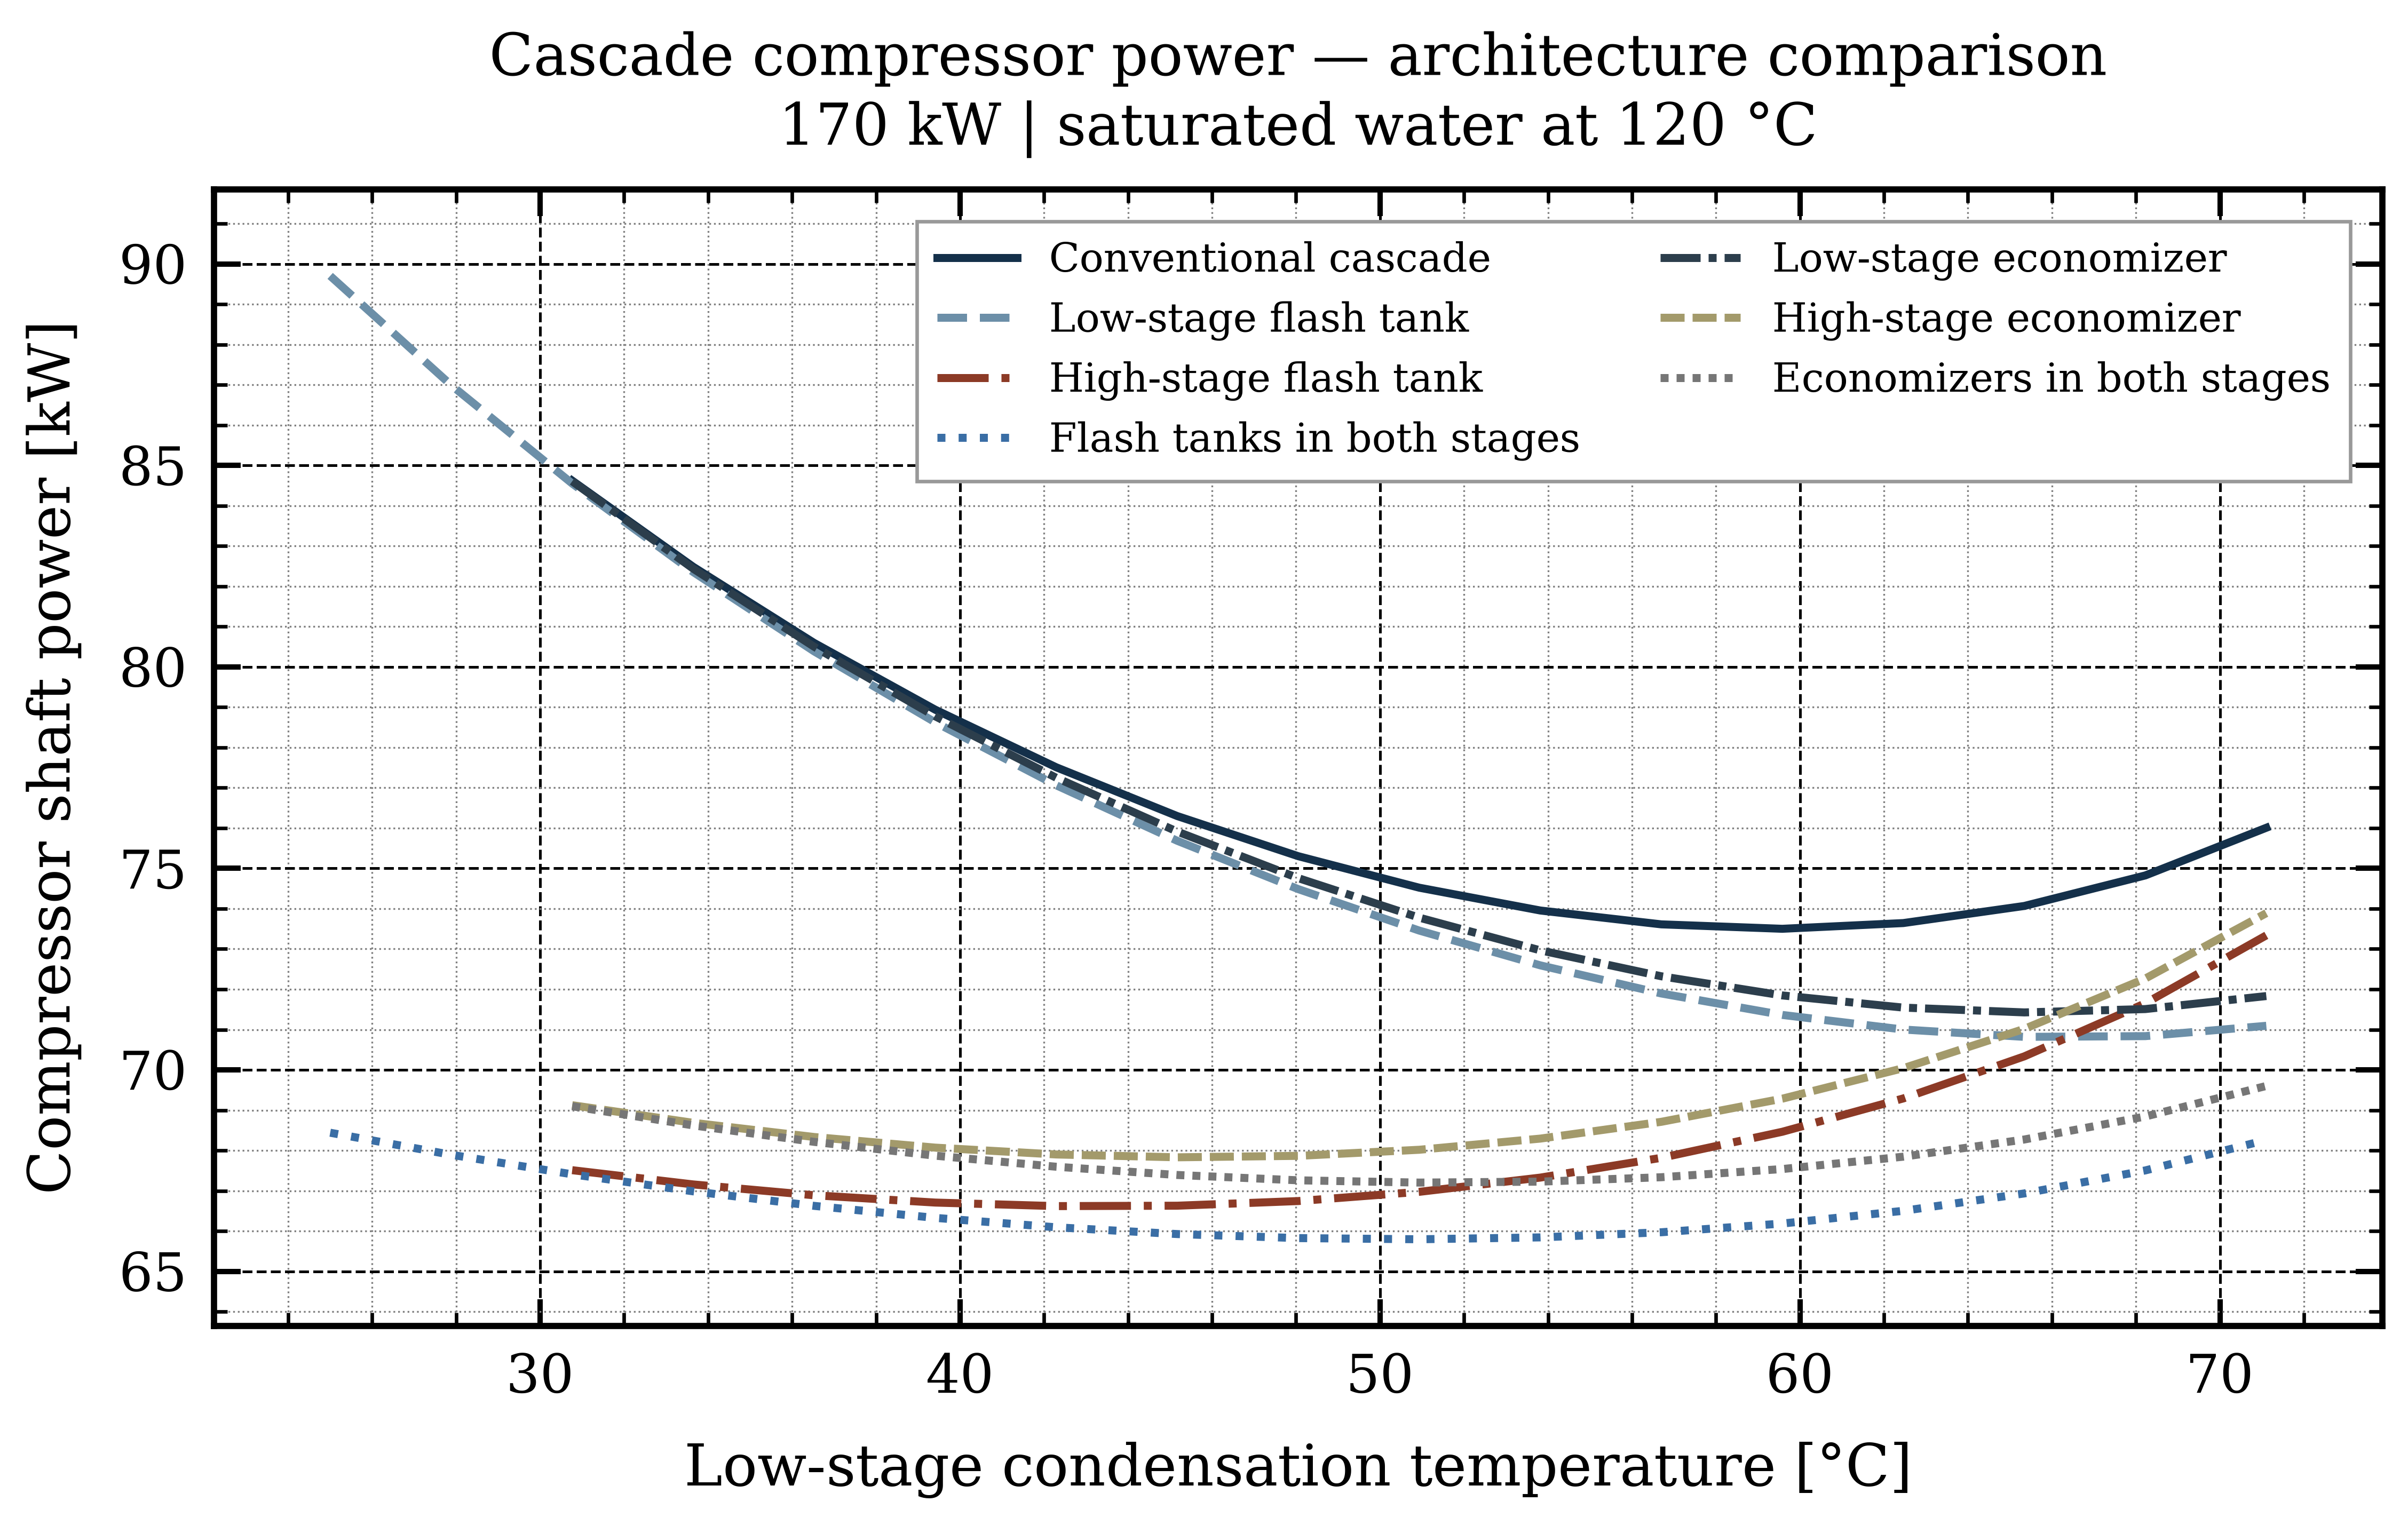 Cascade compressor power — architecture comparison
170 kW | saturated water at 120 °C
Compressor shaft power [kW]
90
85
80
75
70
65
Conventional cascade
Low-stage flash tank
High-stage flash tank
Flash tanks in both stages
Low-stage economizer
High-stage economizer
Economizers in both stages
30 40 50 60 70
Low-stage condensation temperature [°C]